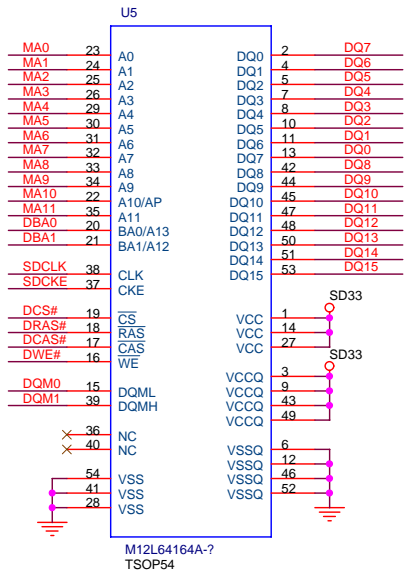 U5
MA0 23 A0 DQ0 2 DQ7
MA1 24 A1 DQ1 4 DQ6
MA2 25 A2 DQ2 5 DQ5
MA3 26 A3 DQ3 7 DQ4
MA4 29 A4 DQ4 8 DQ3
MA5 30 A5 DQ5 10 DQ2
MA6 31 A6 DQ6 11 DQ1
MA7 32 A7 DQ7 13 DQ0
MA8 33 A8 DQ8 42 DQ8
MA9 34 A9 DQ9 44 DQ9
MA10 22 A10/AP DQ10 45 DQ10
MA11 35 A11 DQ11 47 DQ11
DBA0 20 BA0/A13 DQ12 48 DQ12
DBA1 21 BA1/A12 DQ13 50 DQ13
DQ14 51 DQ14
SDCLK 38 CLK DQ15 53 DQ15
SDCKE 37 CKE
SD33
DCS# 19 CS VCC 1
DRAS# 18 RAS VCC 14
DCAS# 17 CAS VCC 27
DWE# 16 WE
SD33
VCCQ 3
DQM0 15 DQML VCCQ 9
DQM1 39 DQMH VCCQ 43
VCCQ 49
36 NC
40 NC VSSQ 6
VSSQ 12
54 VSS VSSQ 46
41 VSS VSSQ 52
28 VSS
M12L64164A-?
TSOP54